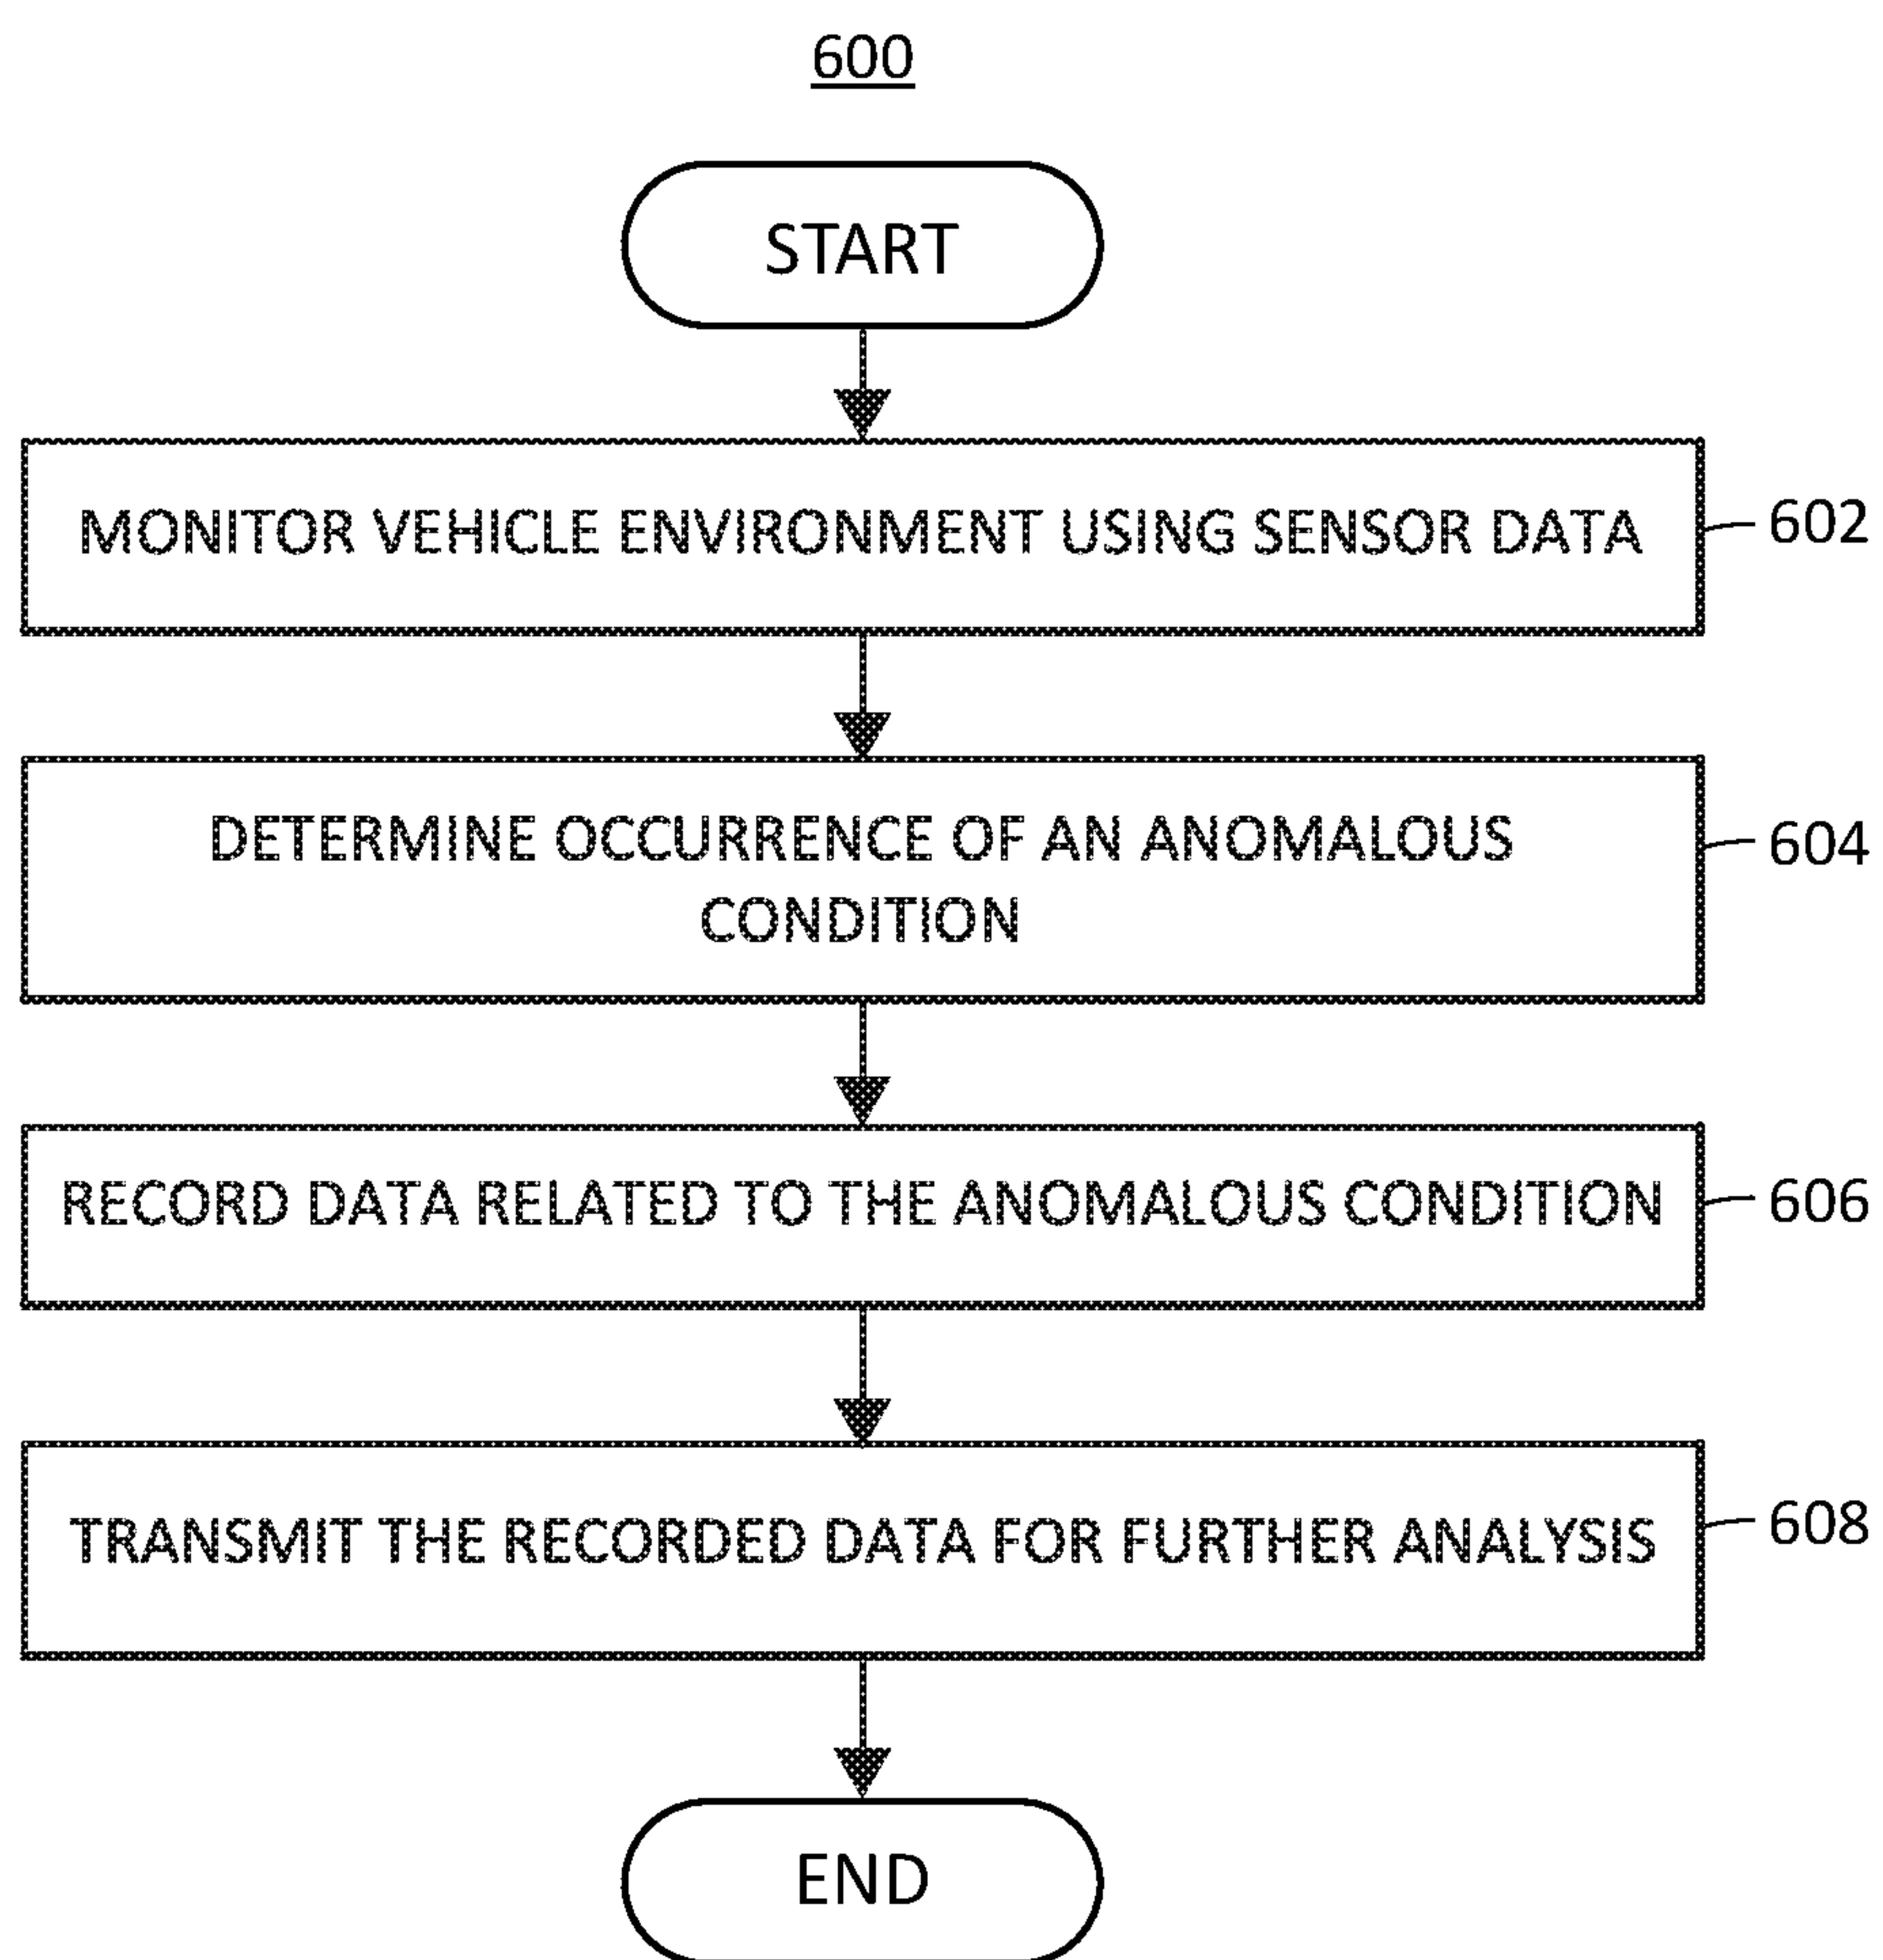 600
START
MONITOR VEHICLE ENVIRONMENT USING SENSOR DATA
602
DETERMINE OCCURRENCE OF AN ANOMALOUS
CONDITION
604
RECORD DATA RELATED TO THE ANOMALOUS CONDITION
606
TRANSMIT THE RECORDED DATA FOR FURTHER ANALYSIS
608
END